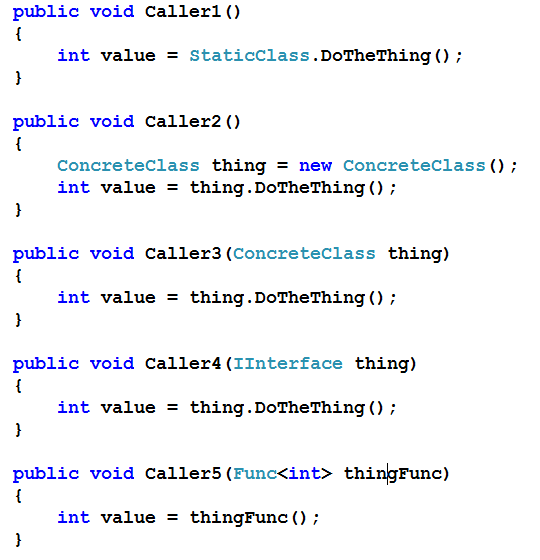 public void Caller1()
{
    int value = StaticClass.DoTheThing();
}

public void Caller2()
{
    ConcreteClass thing = new ConcreteClass();
    int value = thing.DoTheThing();
}

public void Caller3(ConcreteClass thing)
{
    int value = thing.DoTheThing();
}

public void Caller4(IInterface thing)
{
    int value = thing.DoTheThing();
}

public void Caller5(Func<int> thingFunc)
{
    int value = thingFunc();
}